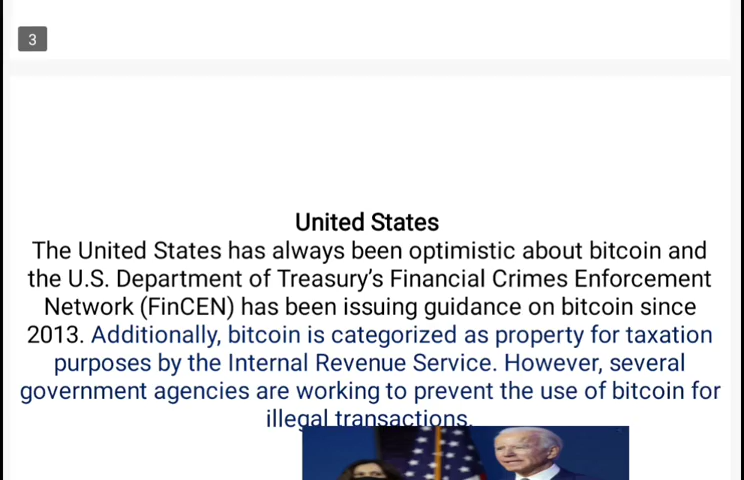 3
United States
The United States has always been optimistic about bitcoin and
the U.S. Department of Treasury’s Financial Crimes Enforcement
Network (FinCEN) has been issuing guidance on bitcoin since
2013. Additionally, bitcoin is categorized as property for taxation
purposes by the Internal Revenue Service. However, several
government agencies are working to prevent the use of bitcoin for
illegal transactions.